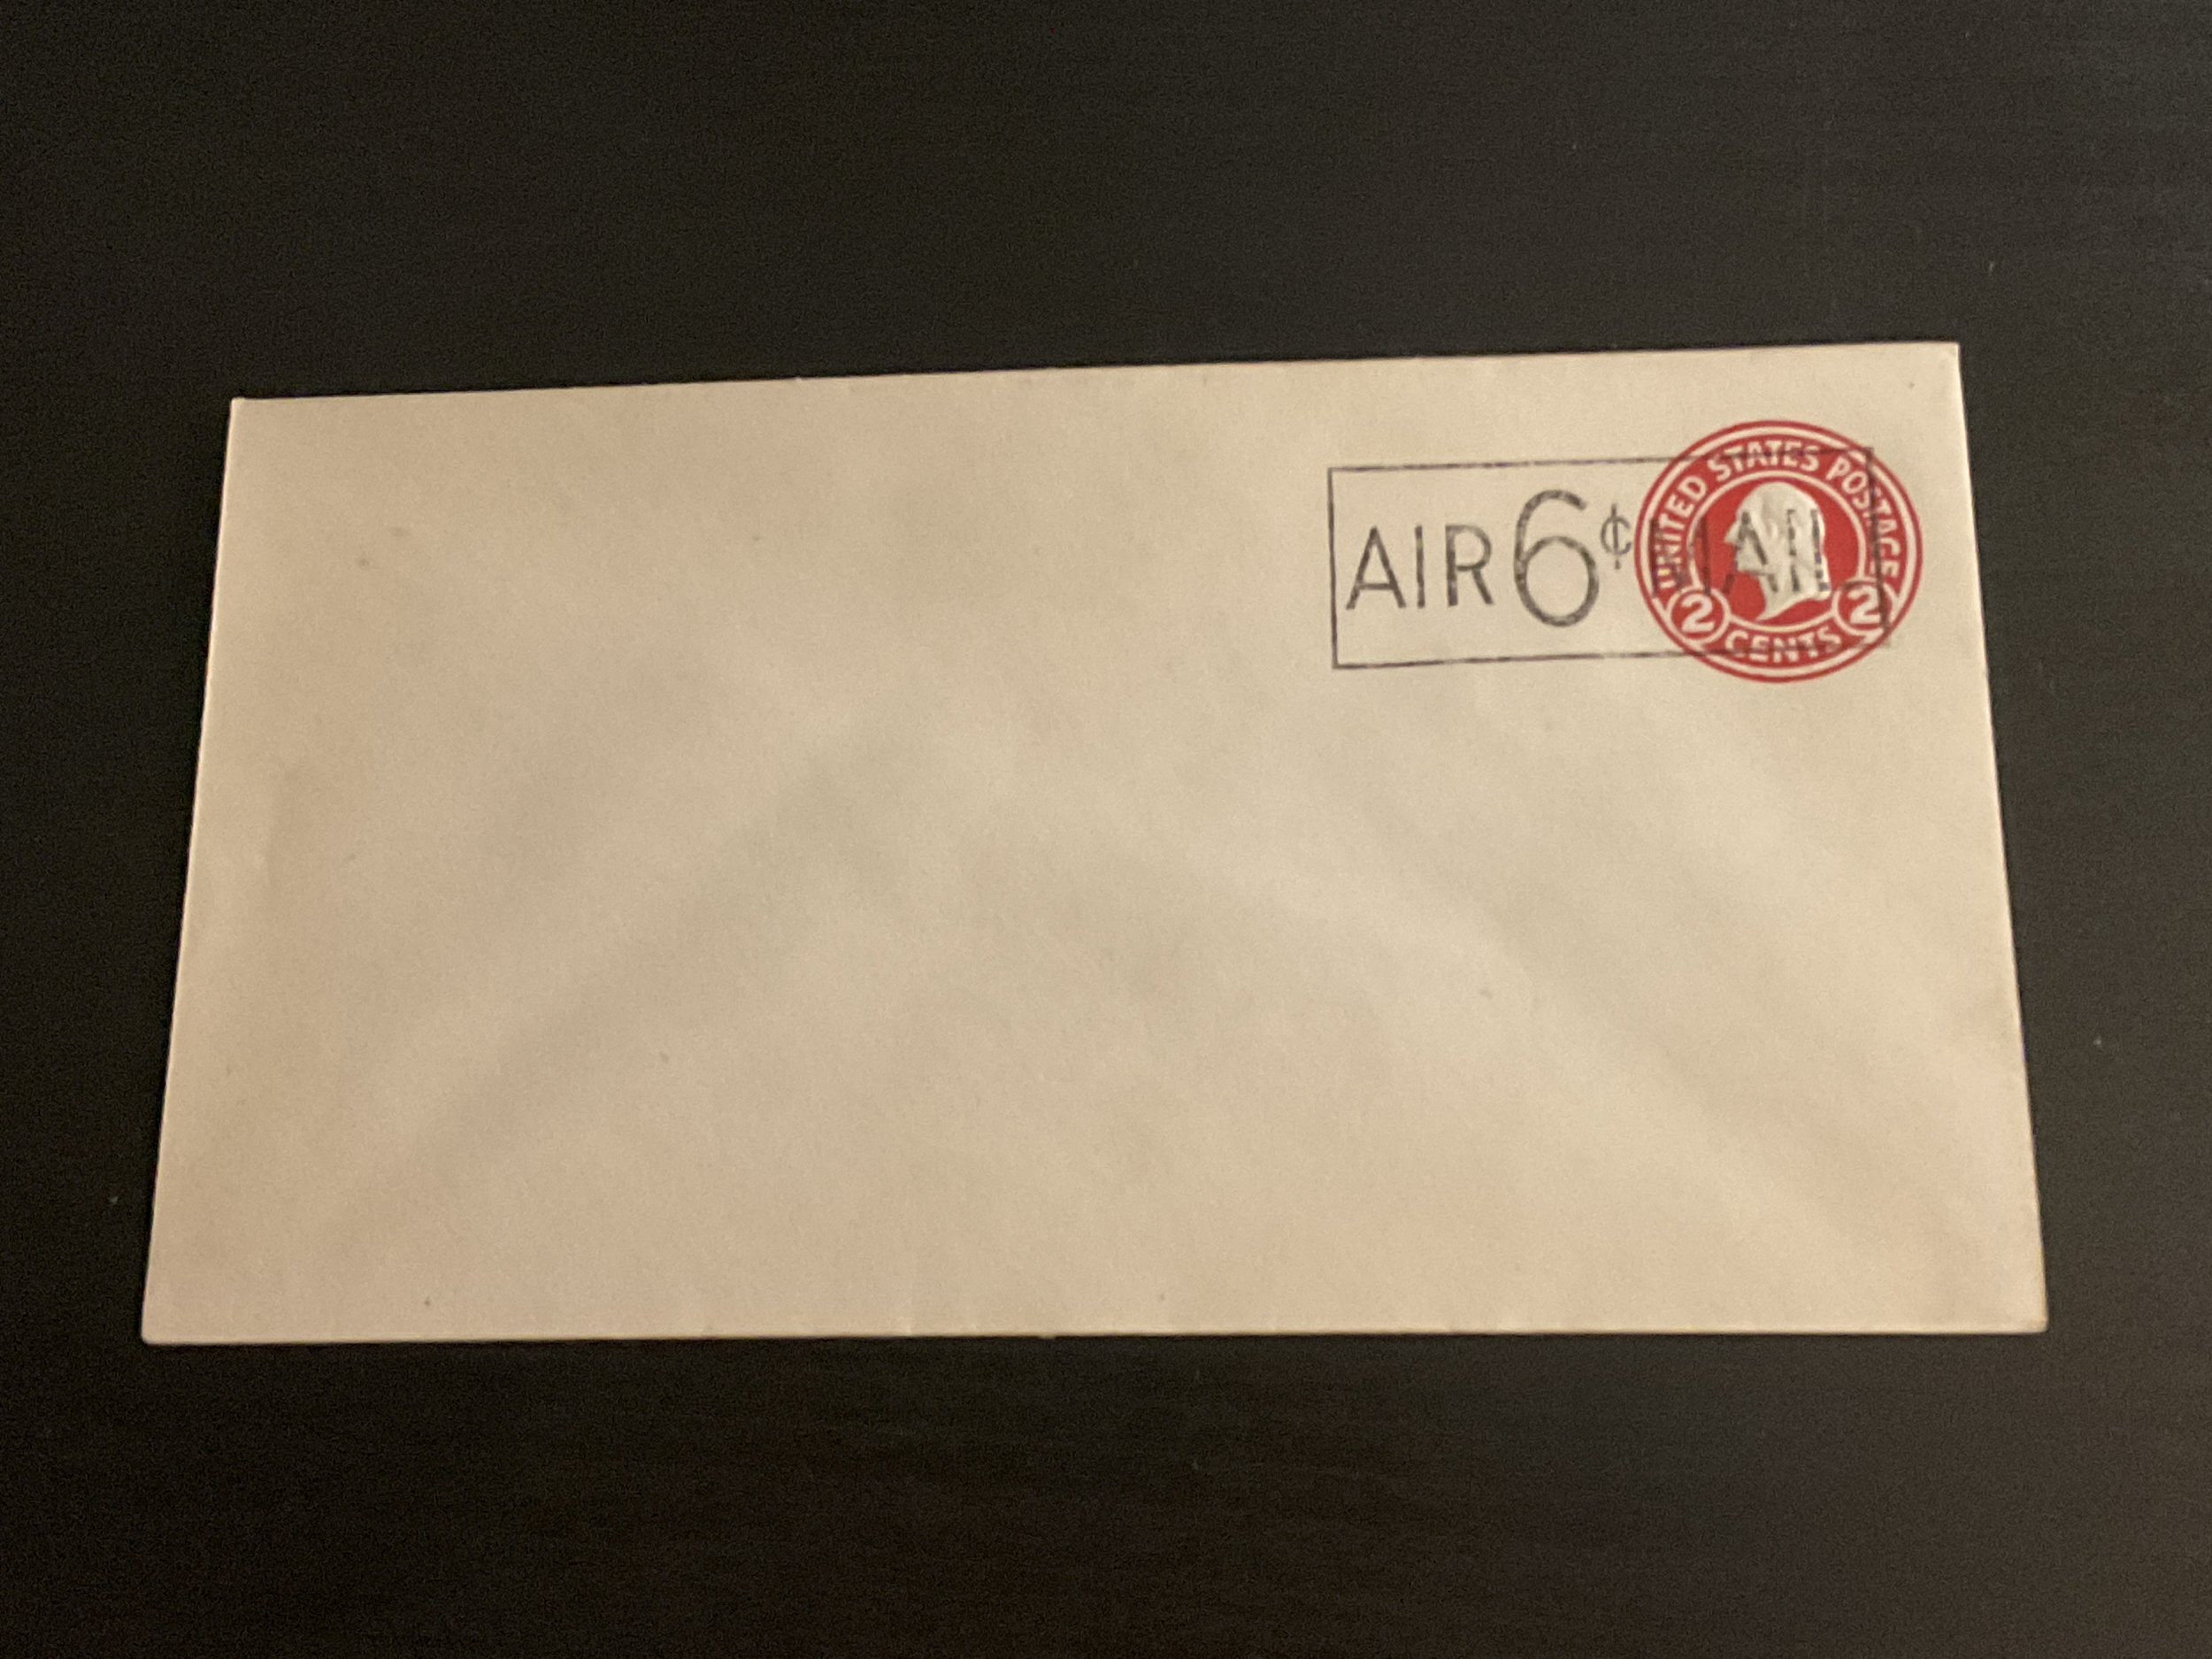 AIR 6¢ MAIL
UNITED STATES POSTAGE
2 CENTS 2